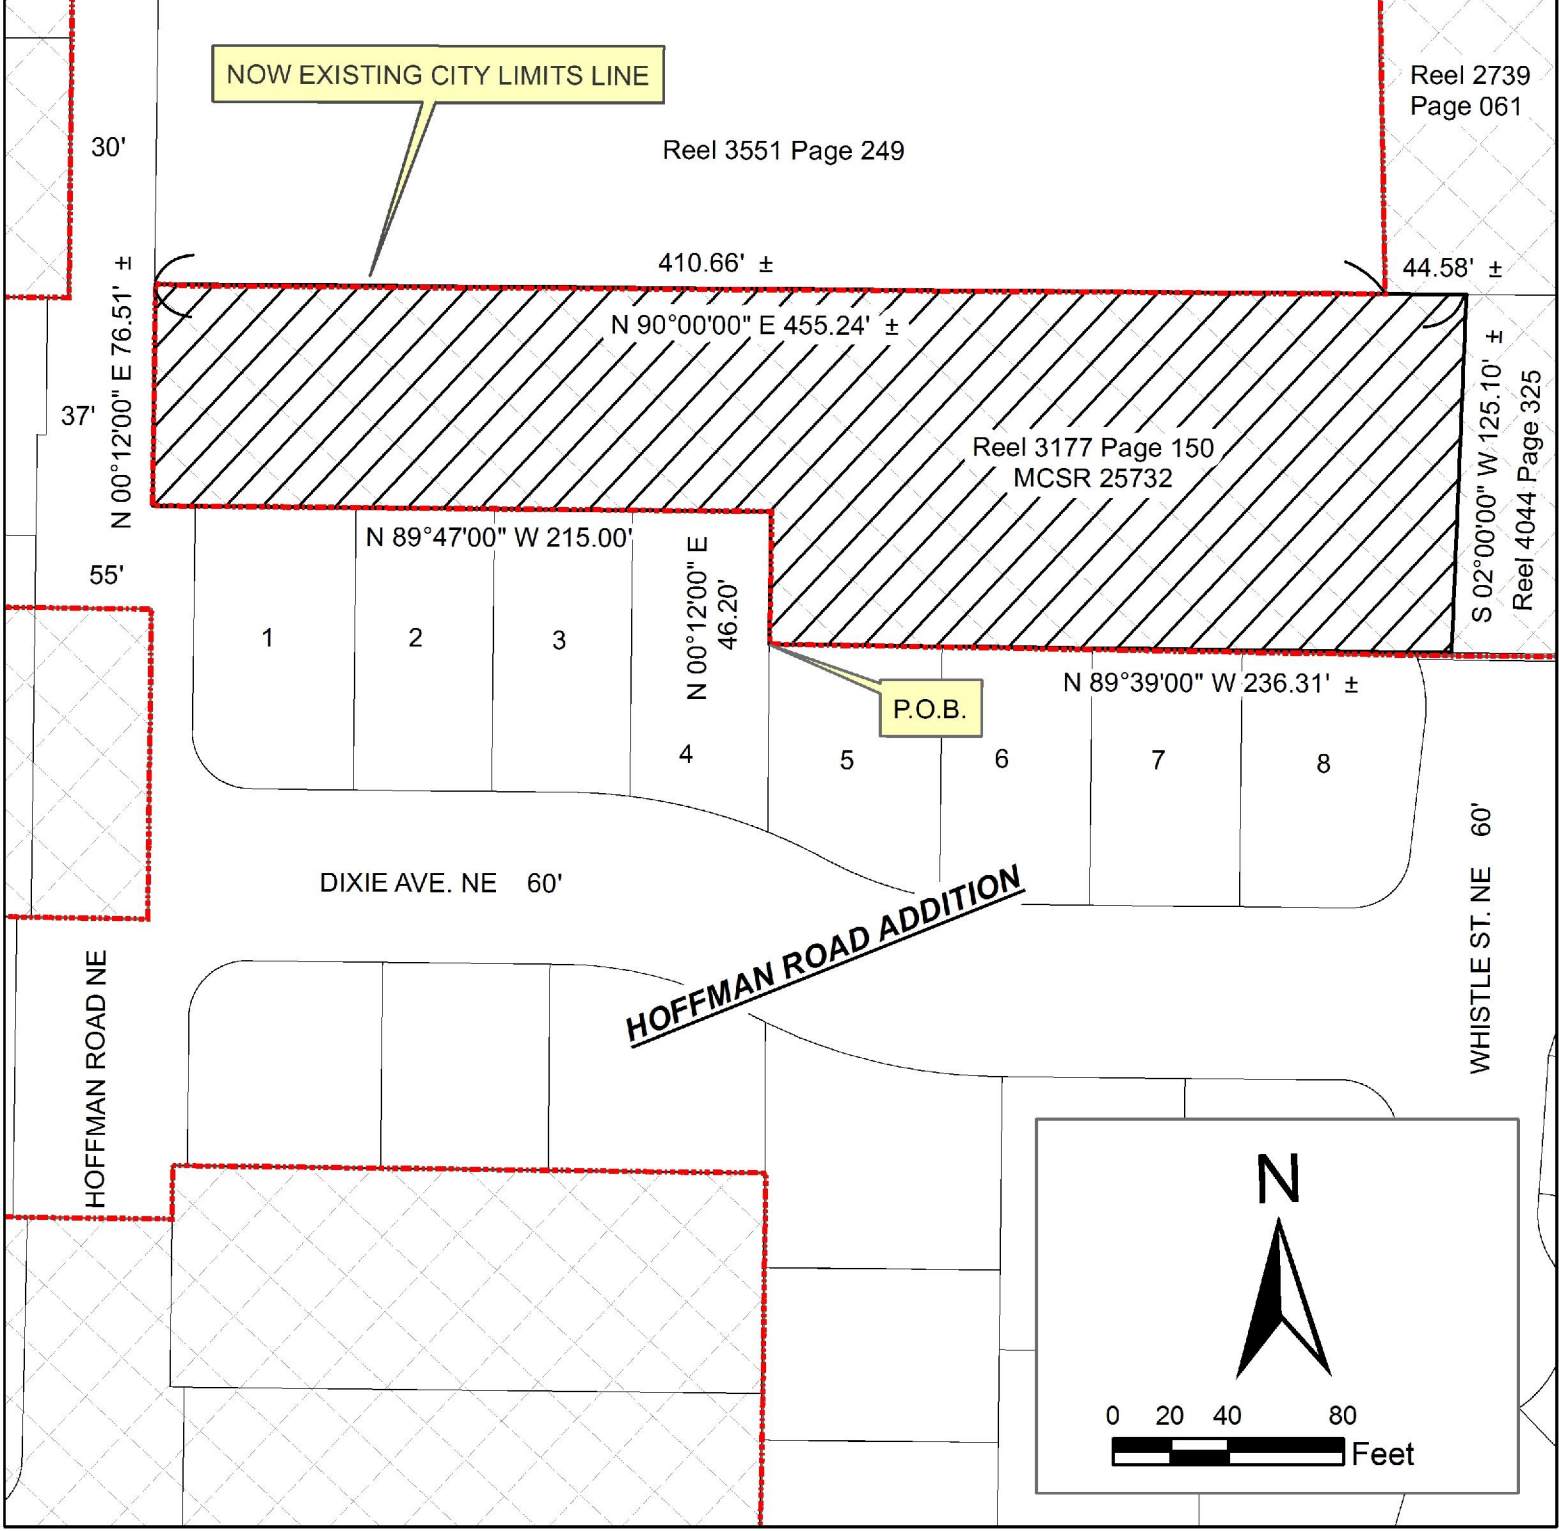 NOW EXISTING CITY LIMITS LINE
Reel 2739
Page 061
30'
Reel 3551 Page 249
410.66' ±
44.58' ±
N 00°12'00" E 76.51' ±
N 90°00'00" E 455.24' ±
37'
Reel 3177 Page 150
MCSR 25732
S 02°00'00" W 125.10' ±
Reel 4044 Page 325
N 89°47'00" W 215.00'
N 00°12'00" E
46.20'
55'
1
2
3
4
P.O.B.
N 89°39'00" W 236.31' ±
5
6
7
8
DIXIE AVE. NE 60'
HOFFMAN ROAD ADDITION
WHISTLE ST. NE 60'
HOFFMAN ROAD NE
N
0 20 40 80
Feet